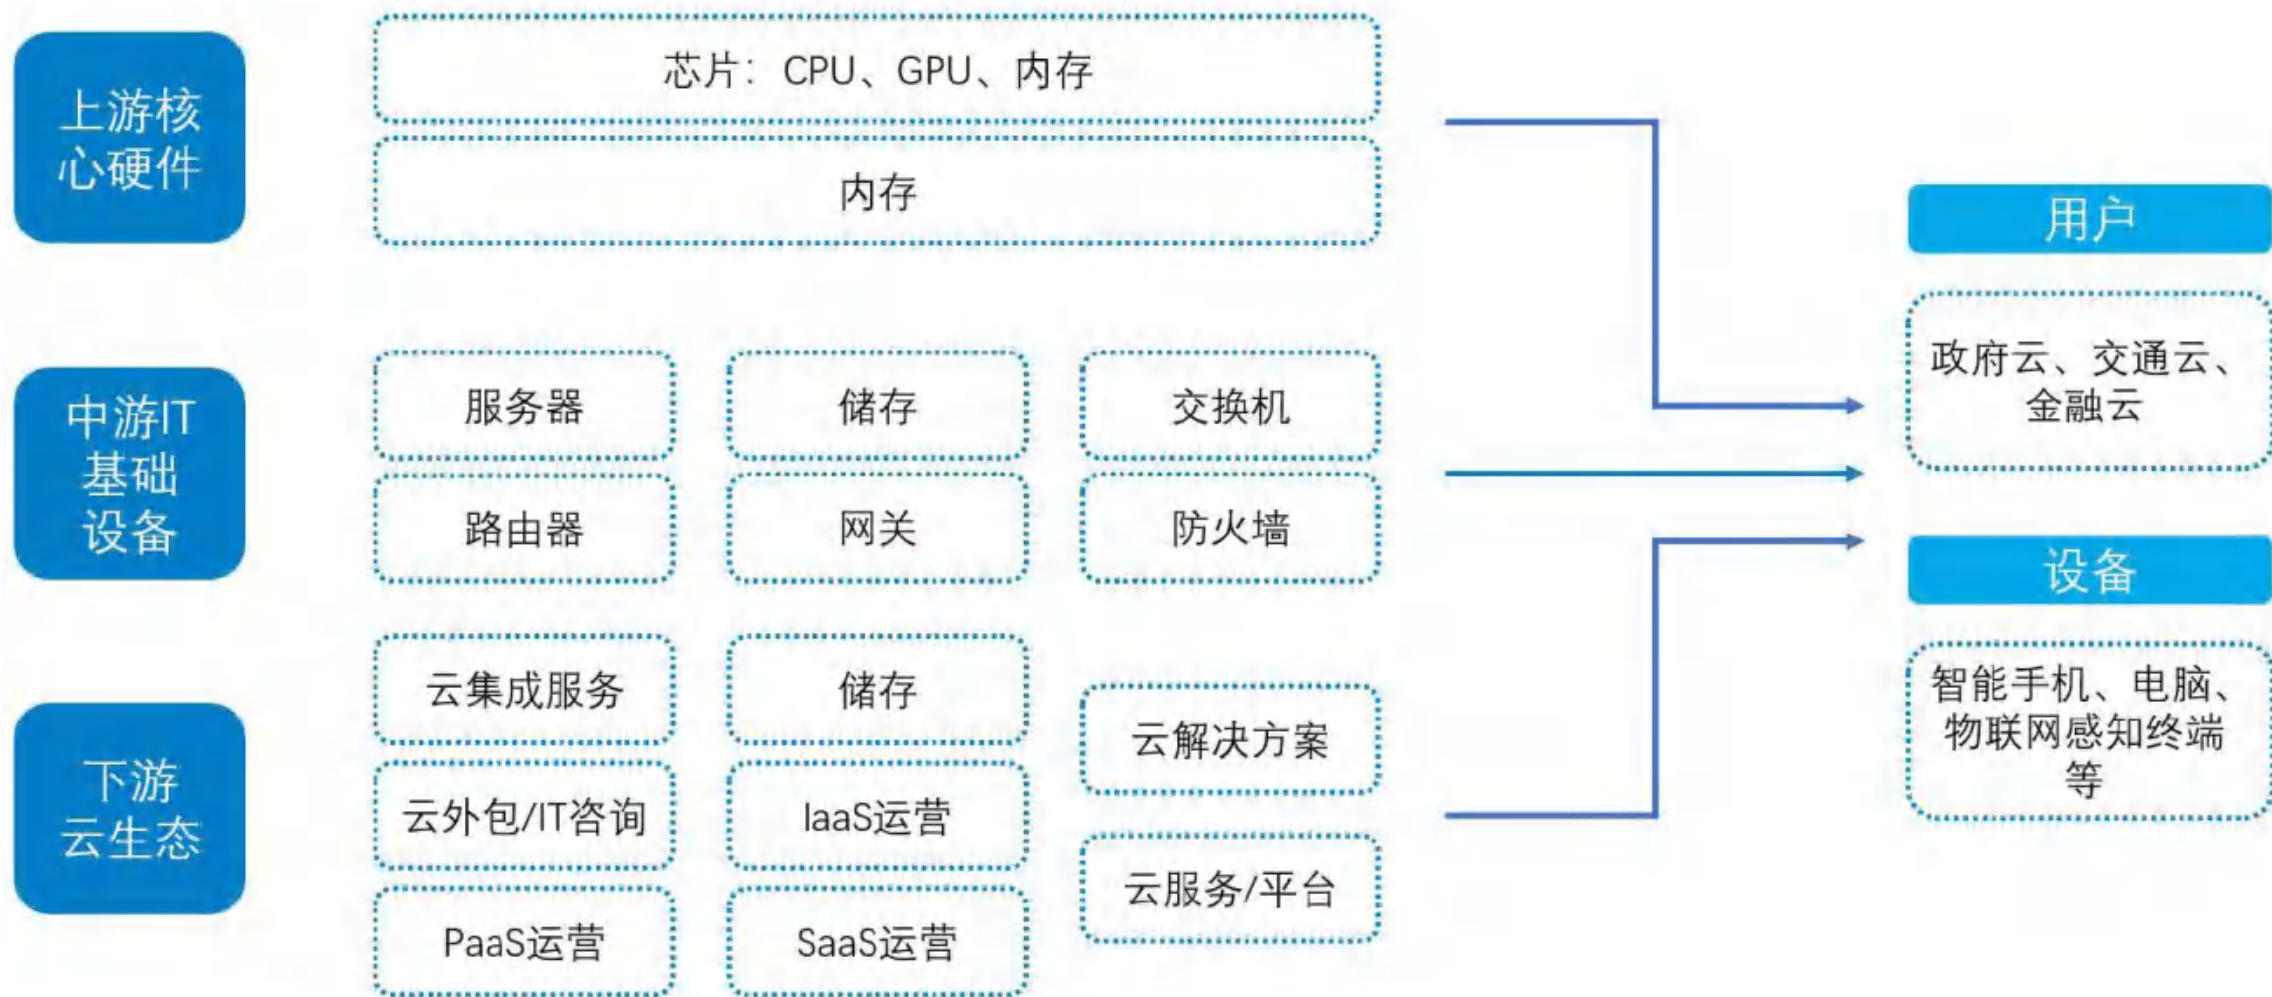 上游核
心硬件
芯片：CPU、GPU、内存
内存
中游IT
基础
设备
服务器
储存
交换机
路由器
网关
防火墙
下游
云生态
云集成服务
储存
云解决方案
云外包/IT咨询
IaaS运营
云服务/平台
PaaS运营
SaaS运营
用户
政府云、交通云、
金融云
设备
智能手机、电脑、
物联网感知终端
等